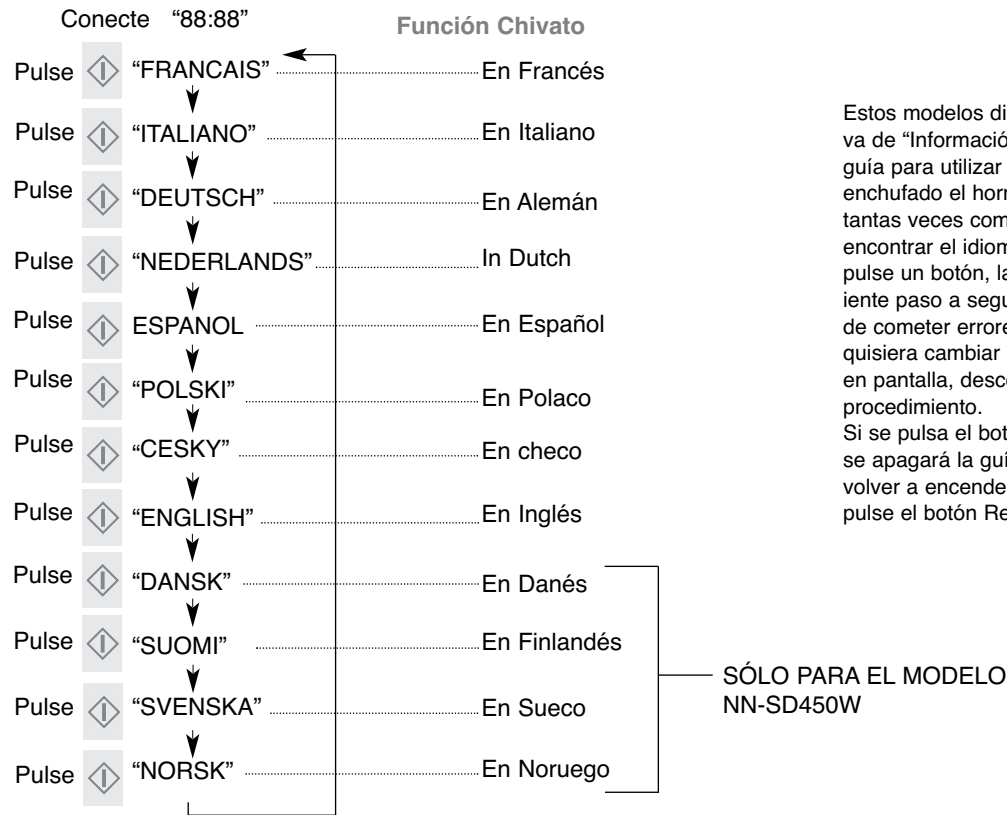 Conecte “88:88”
Función Chivato
Pulse “FRANCAIS” En Francés
Pulse “ITALIANO” En Italiano
Pulse “DEUTSCH” En Alemán
Pulse “NEDERLANDS” In Dutch
Pulse ESPANOL En Español
Pulse “POLSKI” En Polaco
Pulse “CESKY” En checo
Pulse “ENGLISH” En Inglés
Pulse “DANSK” En Danés
Pulse “SUOMI” En Finlandés
Pulse “SVENSKA” En Sueco
Pulse “NORSK” En Noruego
SÓLO PARA EL MODELO
NN-SD450W
Estos modelos di
va de “Informació
guía para utilizar
enchufado el horn
tantas veces com
encontrar el idiom
pulse un botón, la
iente paso a segu
de cometer errore
quisiera cambiar
en pantalla, desc
procedimiento.
Si se pulsa el bot
se apagará la guí
volver a encende
pulse el botón Re